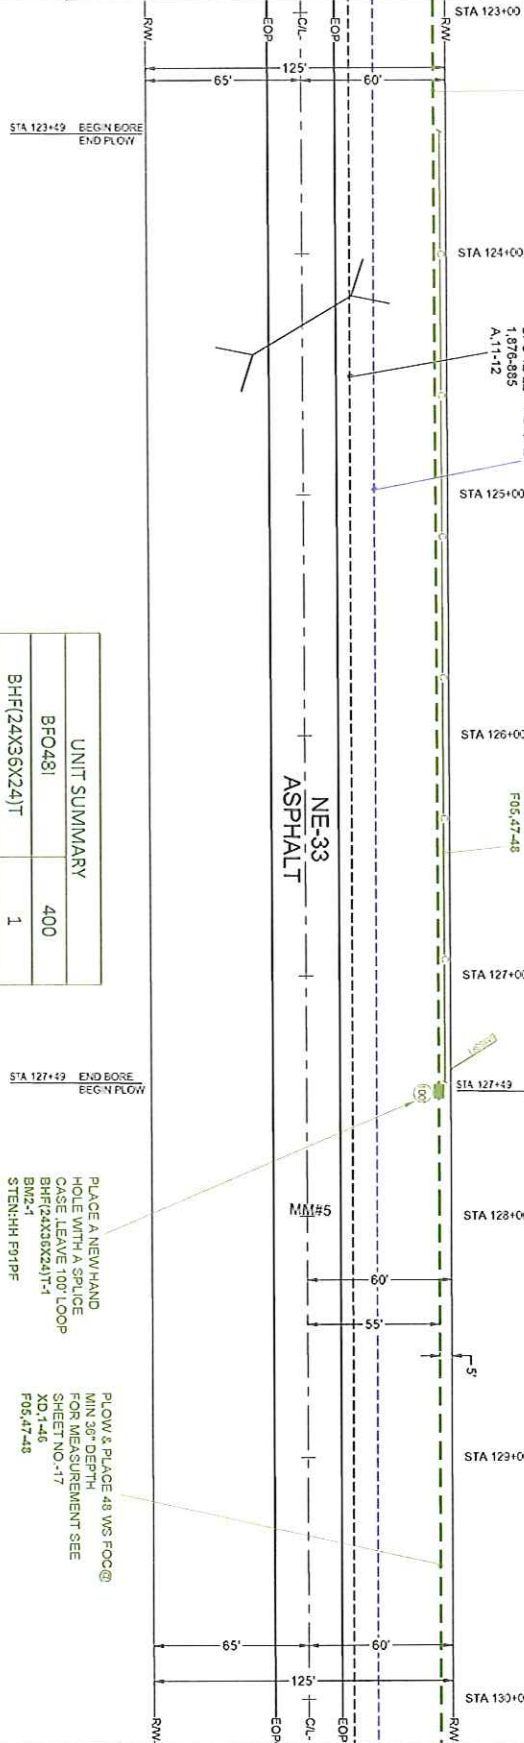 STA 123+00
R/W
EOP
C/L
EOP
R/W
125'
65'
60'
STA 123+49 BEGIN BORE
END PLOW
STA 124+00
1,876-885
A,11-12
STA 125+00
STA 126+00
F05,47-48
NE-33
ASPHALT
UNIT SUMMARY
BFO48I 400
BHF(24X36X24)T 1
STA 127+00
STA 127+49 END BORE
BEGIN PLOW
STA 127+49
PLACE A NEW HAND
HOLE WITH A SPLICE
CASE ,LEAVE 100' LOOP
BHF(24X36X24)T-1
BM2-1
STEN:HH F91PF
MM#5
STA 128+0
60'
55'
5'
PLOW & PLACE 48 WS FOC@
MIN 36" DEPTH
FOR MEASUREMENT SEE
SHEET NO.-17
XD,1-46
F05,47-48
STA 129+0
65'
60'
125'
STA 130+0
R/W
EOP
C/L
EOP
R/W